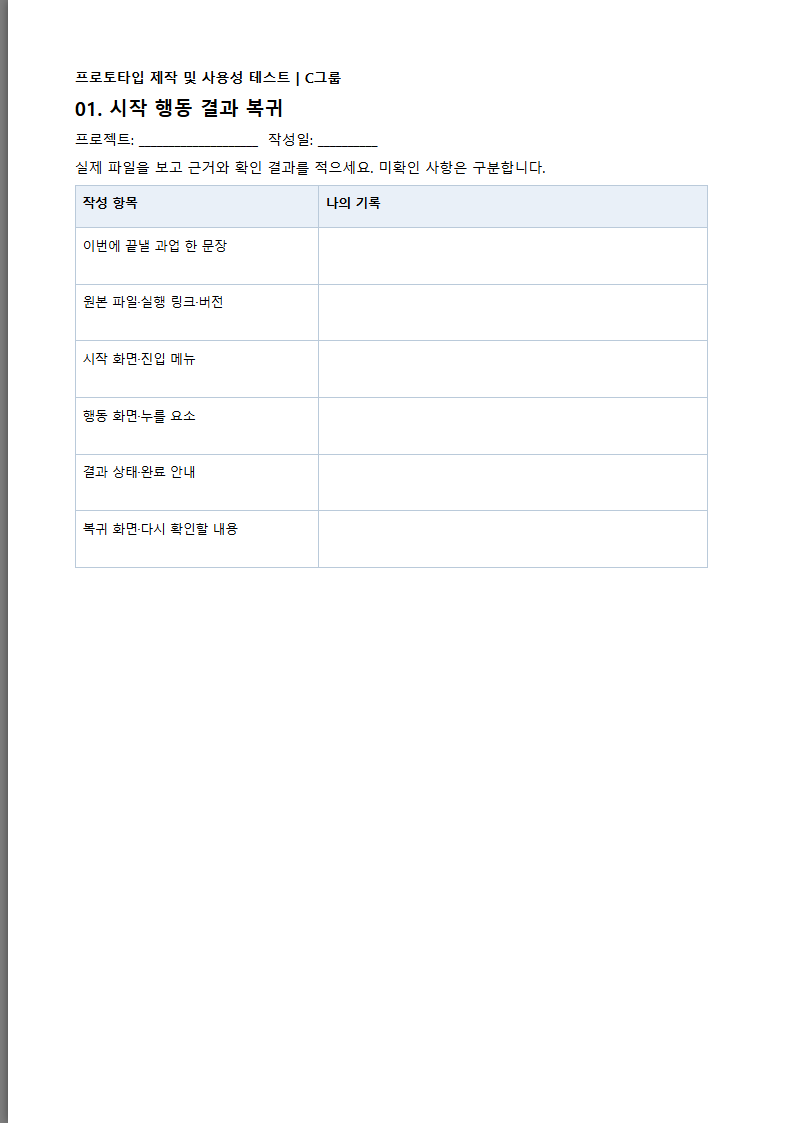 프로토타입 제작 및 사용성 테스트 | C그룹
01. 시작 행동 결과 복귀
프로젝트: _________________ 작성일: _________
실제 파일을 보고 근거와 확인 결과를 적으세요. 미확인 사항은 구분합니다.
작성 항목 나의 기록
이번에 끝낼 과업 한 문장
원본 파일·실행 링크·버전
시작 화면·진입 메뉴
행동 화면·누를 요소
결과 상태·완료 안내
복귀 화면·다시 확인할 내용